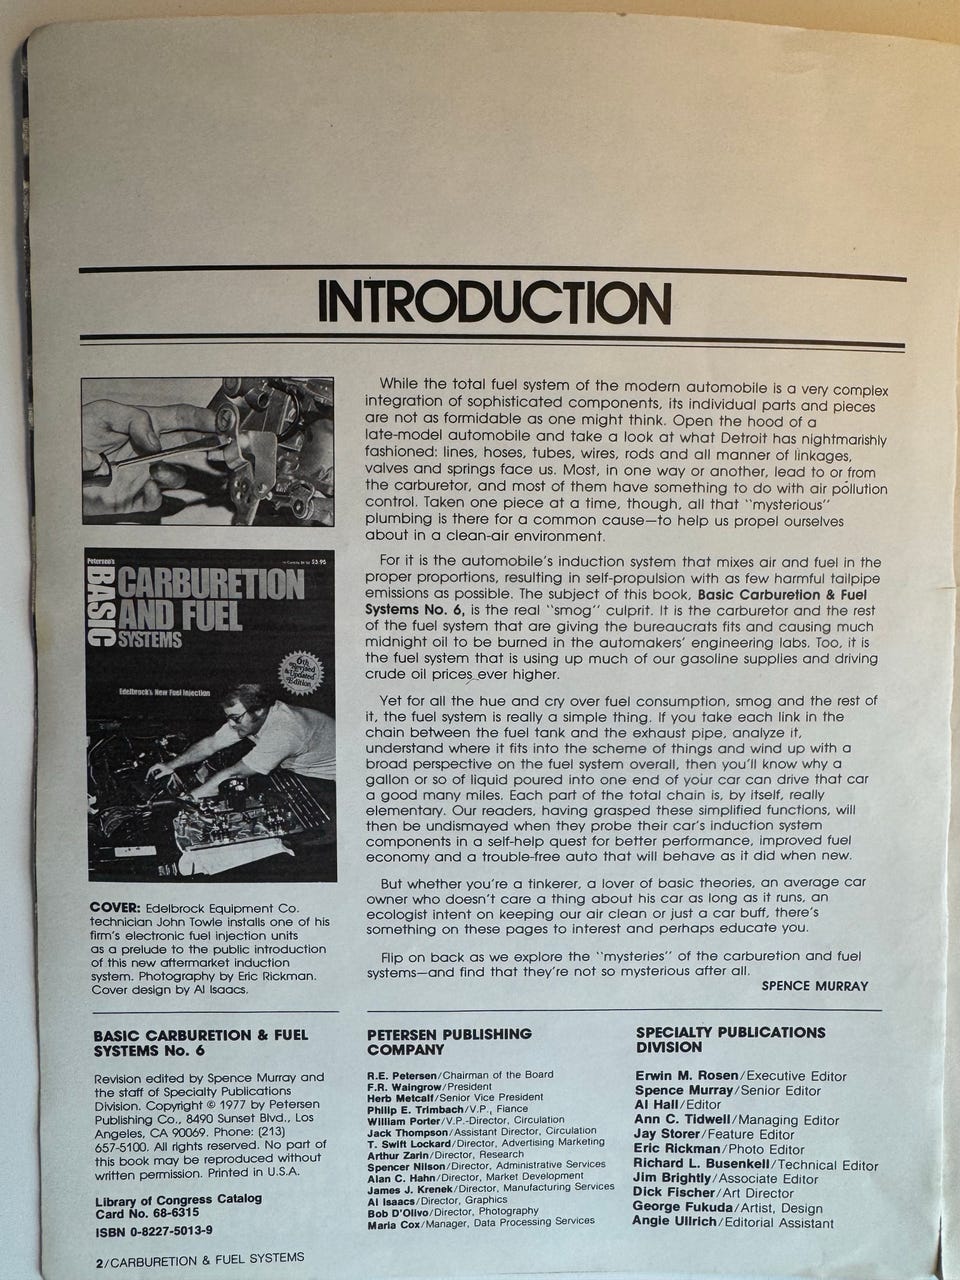 INTRODUCTION
While the total fuel system of the modern automobile is a very complex
integration of sophisticated components, its individual parts and pieces
are not as formidable as one might think. Open the hood of a
late-model automobile and take a look at what Detroit has nightmarishly
fashioned: lines, hoses, tubes, wires, rods and all manner of linkages,
valves and springs face us. Most, in one way or another, lead to or from
the carburetor, and most of them have something to do with air pollution
control. Taken one piece at a time, though, all that "mysterious"
plumbing is there for a common cause—to help us propel ourselves
about in a clean-air environment.
For it is the automobile's induction system that mixes air and fuel in the
proper proportions, resulting in self-propulsion with as few harmful tailpipe
emissions as possible. The subject of this book, Basic Carburetion & Fuel
Systems No. 6, is the real "smog" culprit. It is the carburetor and the rest
of the fuel system that are giving the bureaucrats fits and causing much
midnight oil to be burned in the automakers' engineering labs. Too, it is
the fuel system that is using up much of our gasoline supplies and driving
crude oil prices ever higher.
Yet for all the hue and cry over fuel consumption, smog and the rest of
it, the fuel system is really a simple thing. If you take each link in the
chain between the fuel tank and the exhaust pipe, analyze it,
understand where it fits into the scheme of things and wind up with a
broad perspective on the fuel system overall, then you'll know why a
gallon or so of liquid poured into one end of your car can drive that car
a good many miles. Each part of the total chain is, by itself, really
elementary. Our readers, having grasped these simplified functions, will
then be undismayed when they probe their car's induction system
components in a self-help quest for better performance, improved fuel
economy and a trouble-free auto that will behave as it did when new.
But whether you're a tinkerer, a lover of basic theories, an average car
owner who doesn't care a thing about his car as long as it runs, an
ecologist intent on keeping our air clean or just a car buff, there's
something on these pages to interest and perhaps educate you.
Flip on back as we explore the "mysteries" of the carburetion and fuel
systems—and find that they're not so mysterious after all.
SPENCE MURRAY
Petersen's
$3.95
BASIC
CARBURETION
AND FUEL
SYSTEMS
6th
Revised
& Updated
Edition
Edelbrock's New Fuel Injection
COVER: Edelbrock Equipment Co.
technician John Towle installs one of his
firm's electronic fuel injection units
as a prelude to the public introduction
of this new aftermarket induction
system. Photography by Eric Rickman.
Cover design by Al Isaacs.
BASIC CARBURETION & FUEL
SYSTEMS No. 6
Revision edited by Spence Murray and
the staff of Specialty Publications
Division. Copyright © 1977 by Petersen
Publishing Co., 8490 Sunset Blvd., Los
Angeles, CA 90069. Phone: (213)
657-5100. All rights reserved. No part of
this book may be reproduced without
written permission. Printed in U.S.A.
Library of Congress Catalog
Card No. 68-6315
ISBN 0-8227-5013-9
PETERSEN PUBLISHING
COMPANY
R.E. Petersen/Chairman of the Board
F.R. Waingrow/President
Herb Metcalf/Senior Vice President
Philip E. Trimbach/V.P., Fiance
William Porter/V.P.-Director, Circulation
Jack Thompson/Assistant Director, Circulation
T. Swift Lockard/Director, Advertising Marketing
Arthur Zarin/Director, Research
Spencer Nilson/Director, Administrative Services
Alan C. Hahn/Director, Market Development
James J. Krenek/Director, Manufacturing Services
Al Isaacs/Director, Graphics
Bob D'Olivo/Director, Photography
Maria Cox/Manager, Data Processing Services
SPECIALTY PUBLICATIONS
DIVISION
Erwin M. Rosen/Executive Editor
Spence Murray/Senior Editor
Al Hall/Editor
Ann C. Tidwell/Managing Editor
Jay Storer/Feature Editor
Eric Rickman/Photo Editor
Richard L. Busenkell/Technical Editor
Jim Brightly/Associate Editor
Dick Fischer/Art Director
George Fukuda/Artist, Design
Angie Ullrich/Editorial Assistant
2/CARBURETION & FUEL SYSTEMS